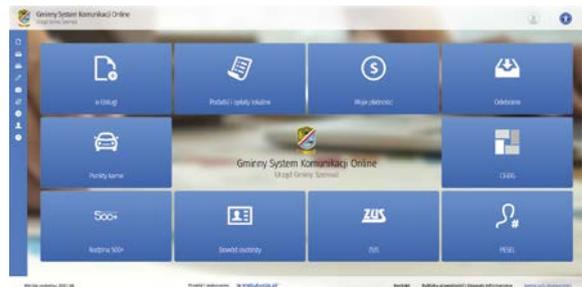 Gminny System Komunikacji Online
Urząd Gminy Szemud
e-Usługi
Podatki i opłaty lokalne
Moje płatności
Odebrane
Punkty karne
Gminny System Komunikacji Online
Urząd Gminy Szemud
CEIDG
500+
Rodzina 500+
Dowód osobisty
ZUS
ZUS
PESEL
Kontakt